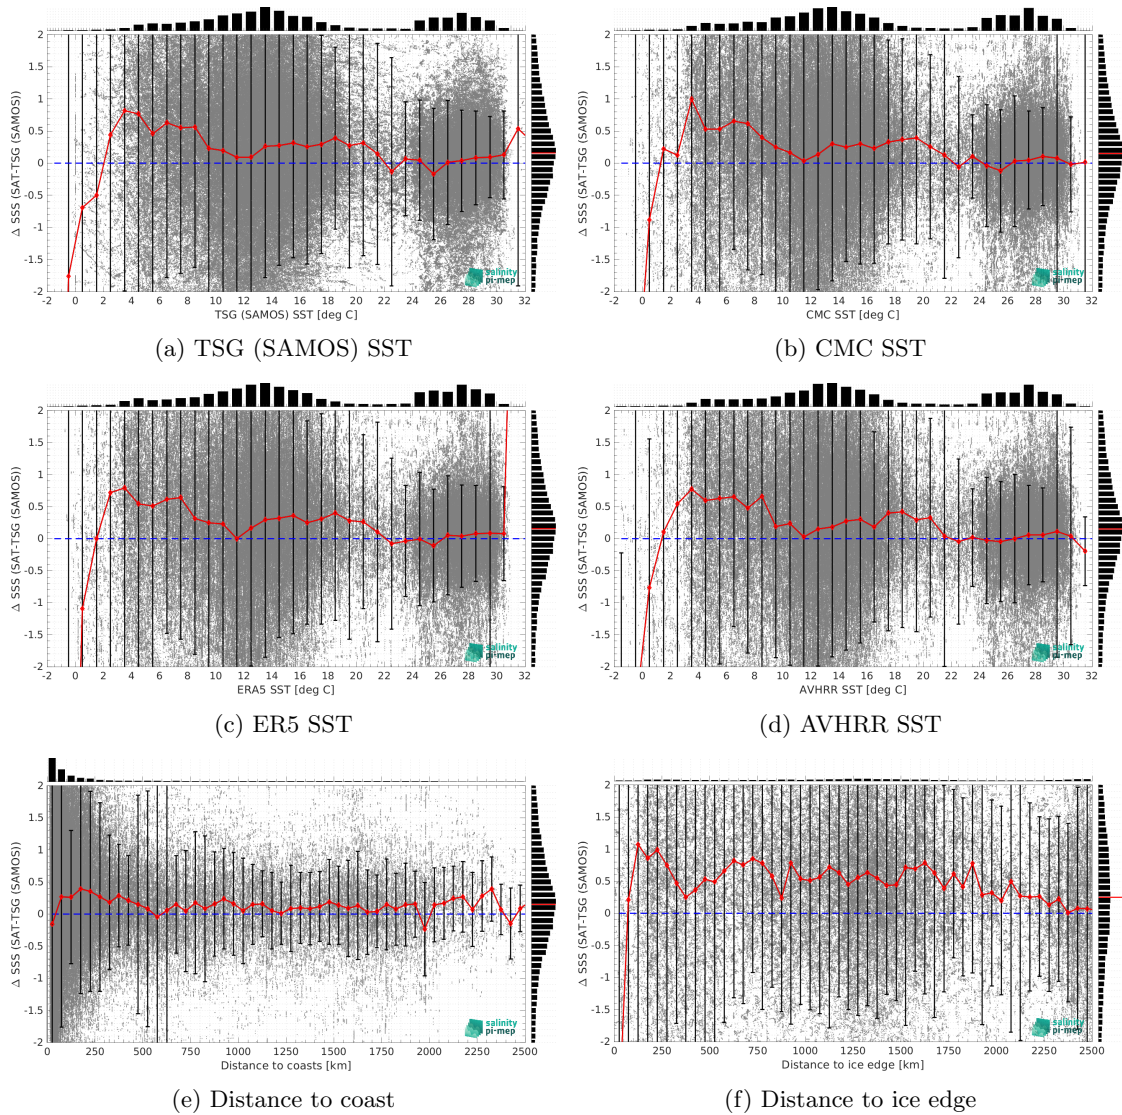 2
1.5
1
0.5
0
-0.5
-1
-1.5
-2
Δ SSS (SAT-TSG (SAMOS))
-2 0 2 4 6 8 10 12 14 16 18 20 22 24 26 28 30 32
TSG (SAMOS) SST [deg C]
salinity
pi-mep
(a) TSG (SAMOS) SST
2
1.5
1
0.5
0
-0.5
-1
-1.5
-2
Δ SSS (SAT-TSG (SAMOS))
-2 0 2 4 6 8 10 12 14 16 18 20 22 24 26 28 30 32
CMC SST [deg C]
salinity
pi-mep
(b) CMC SST
2
1.5
1
0.5
0
-0.5
-1
-1.5
-2
Δ SSS (SAT-TSG (SAMOS))
-2 0 2 4 6 8 10 12 14 16 18 20 22 24 26 28 30 32
ERA5 SST [deg C]
salinity
pi-mep
(c) ER5 SST
2
1.5
1
0.5
0
-0.5
-1
-1.5
-2
Δ SSS (SAT-TSG (SAMOS))
-2 0 2 4 6 8 10 12 14 16 18 20 22 24 26 28 30 32
AVHRR SST [deg C]
salinity
pi-mep
(d) AVHRR SST
2
1.5
1
0.5
0
-0.5
-1
-1.5
-2
Δ SSS (SAT-TSG (SAMOS))
0 250 500 750 1000 1250 1500 1750 2000 2250 2500
Distance to coasts [km]
salinity
pi-mep
(e) Distance to coast
2
1.5
1
0.5
0
-0.5
-1
-1.5
-2
Δ SSS (SAT-TSG (SAMOS))
0 250 500 750 1000 1250 1500 1750 2000 2250 2500
Distance to ice edge [km]
salinity
pi-mep
(f) Distance to ice edge